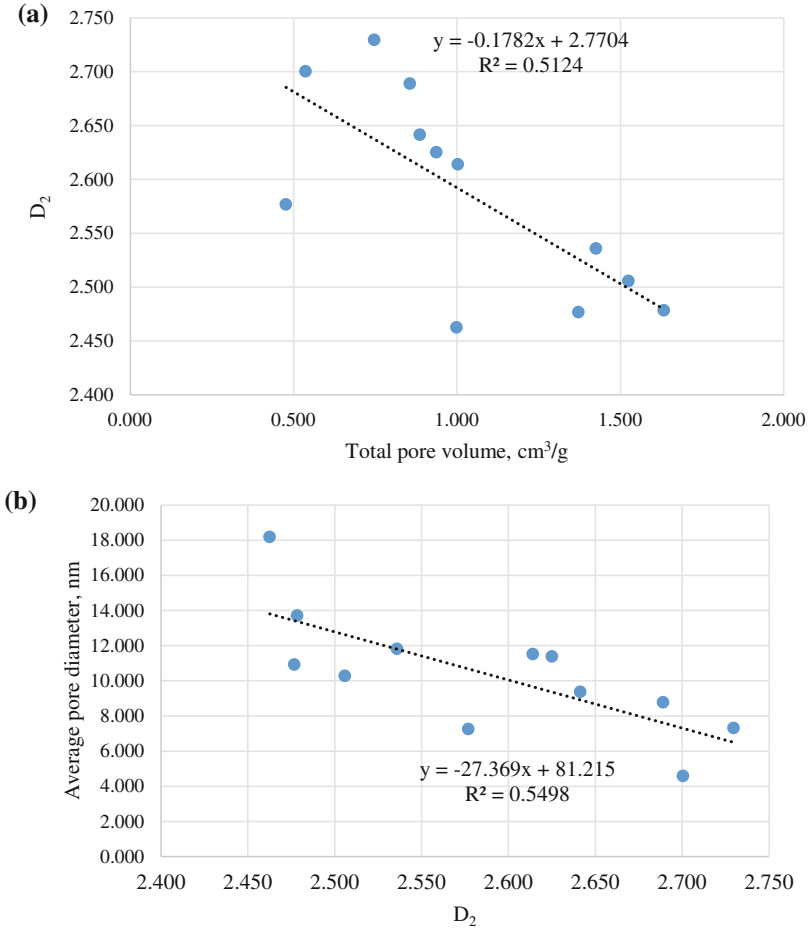 (a)
2.750
2.700
2.650
2.600
2.550
2.500
2.450
2.400
D₂
y = -0.1782x + 2.7704
R² = 0.5124
0.000 0.500 1.000 1.500 2.000
Total pore volume, cm³/g
(b)
20.000
18.000
16.000
14.000
12.000
10.000
8.000
6.000
4.000
2.000
0.000
Average pore diameter, nm
y = -27.369x + 81.215
R² = 0.5498
2.400 2.450 2.500 2.550 2.600 2.650 2.700 2.750
D₂